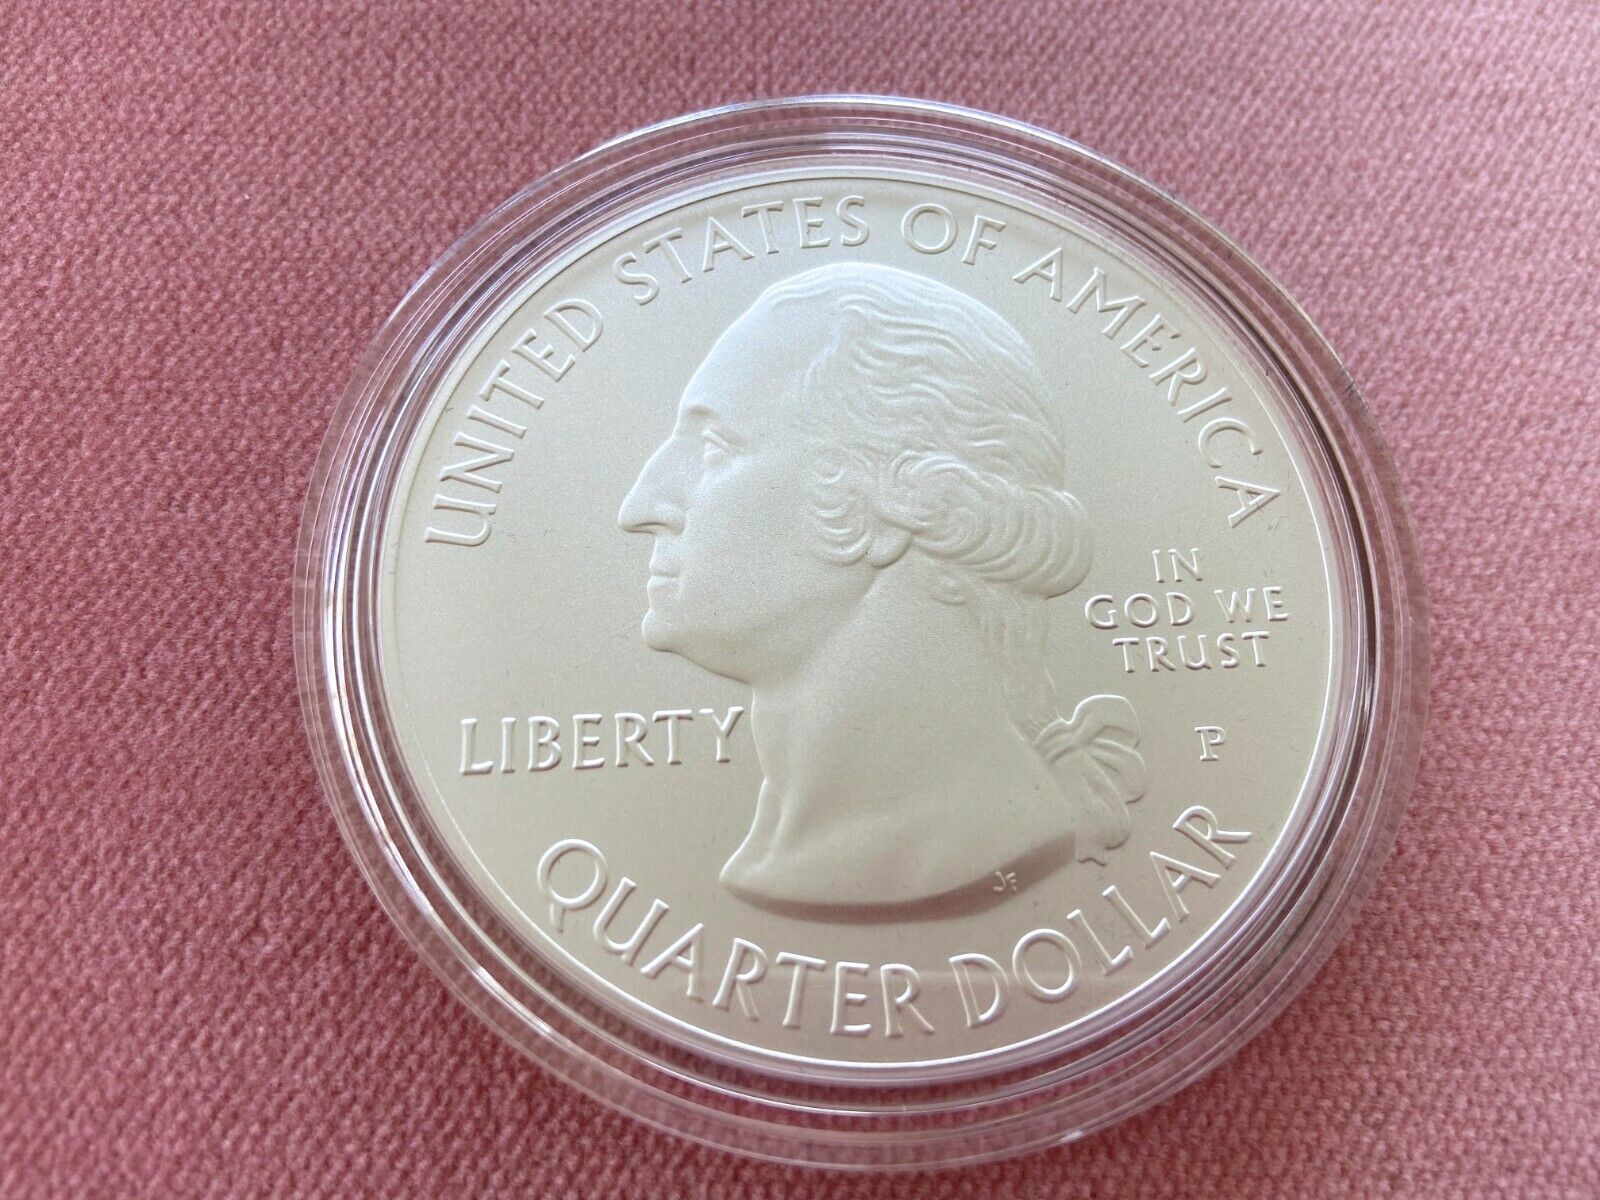 UNITED STATES OF AMERICA
IN
GOD WE
TRUST
LIBERTY
P
JF
QUARTER DOLLAR